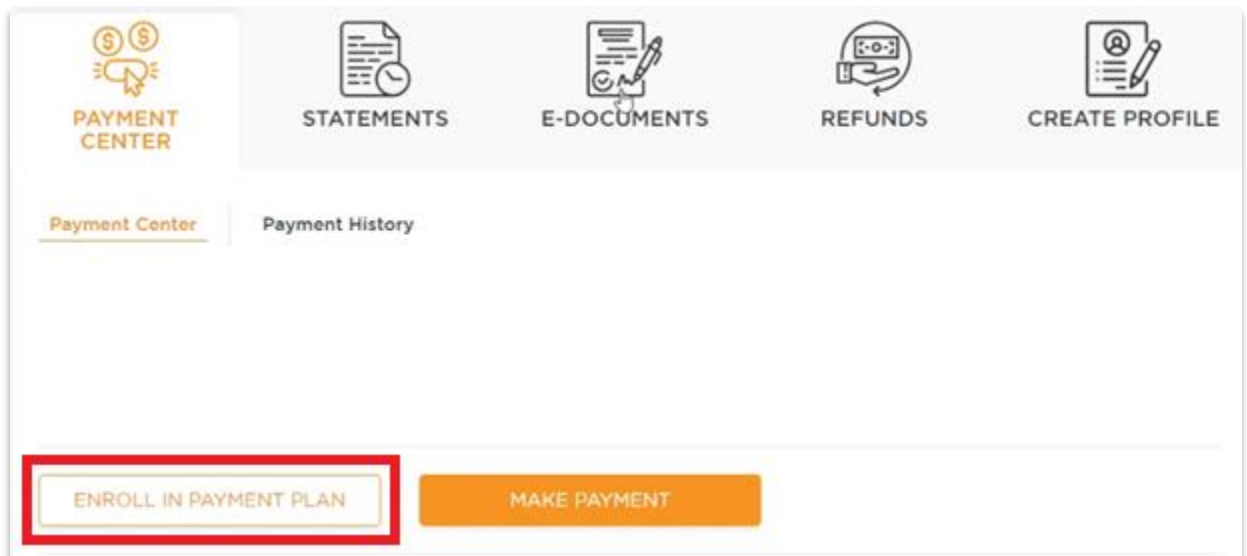 PAYMENT
CENTER
STATEMENTS
E-DOCUMENTS
REFUNDS
CREATE PROFILE
Payment Center
Payment History
ENROLL IN PAYMENT PLAN
MAKE PAYMENT